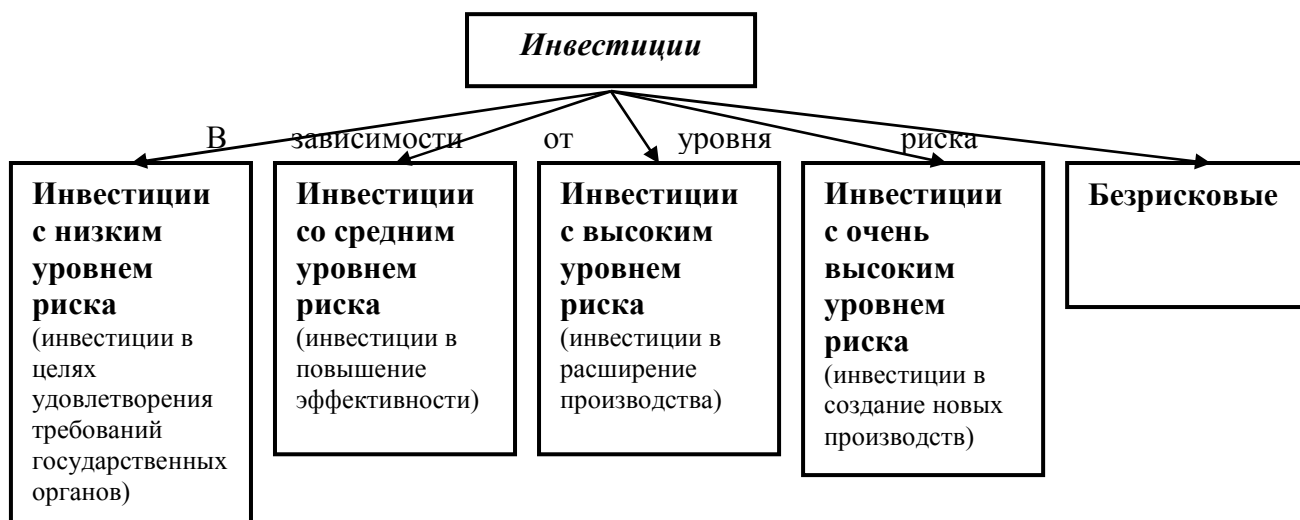 Инвестиции
В зависимости от уровня риска
Инвестиции
с низким
уровнем
риска
(инвестиции в
целях
удовлетворения
требований
государственных
органов)
Инвестиции
со средним
уровнем
риска
(инвестиции в
повышение
эффективности)
Инвестиции
с высоким
уровнем
риска
(инвестиции в
расширение
производства)
Инвестиции
с очень
высоким
уровнем
риска
(инвестиции в
создание новых
производств)
Безрисковые